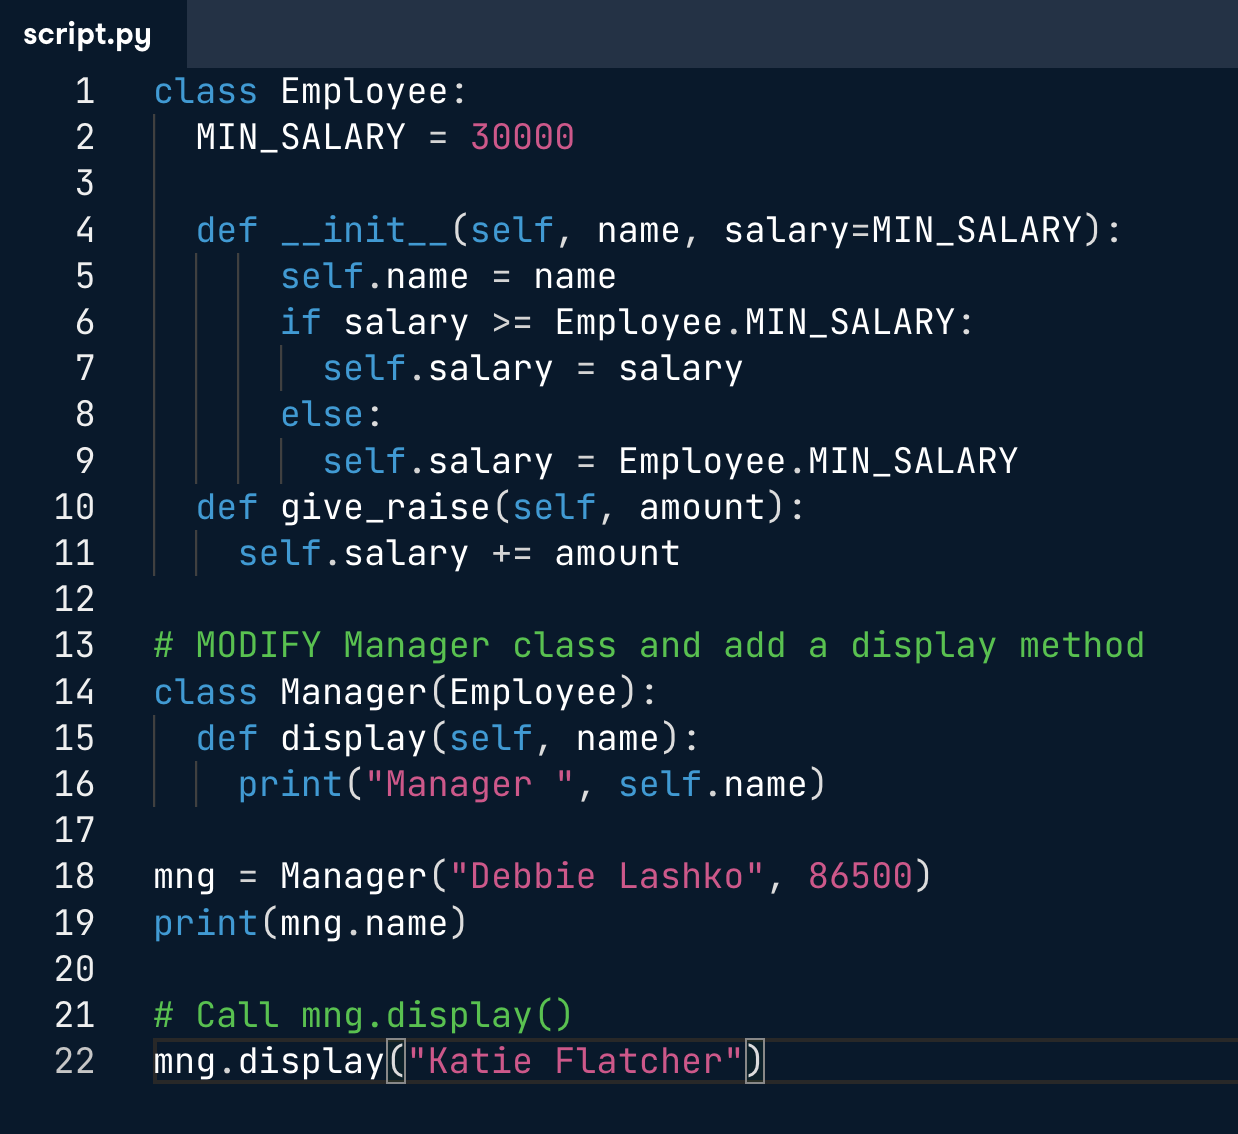 script.py
1 class Employee:
2   MIN_SALARY = 30000
3
4   def __init__(self, name, salary=MIN_SALARY):
5       self.name = name
6       if salary >= Employee.MIN_SALARY:
7         self.salary = salary
8       else:
9         self.salary = Employee.MIN_SALARY
10   def give_raise(self, amount):
11     self.salary += amount
12
13 # MODIFY Manager class and add a display method
14 class Manager(Employee):
15   def display(self, name):
16     print("Manager ", self.name)
17
18 mng = Manager("Debbie Lashko", 86500)
19 print(mng.name)
20
21 # Call mng.display()
22 mng.display("Katie Flatcher")